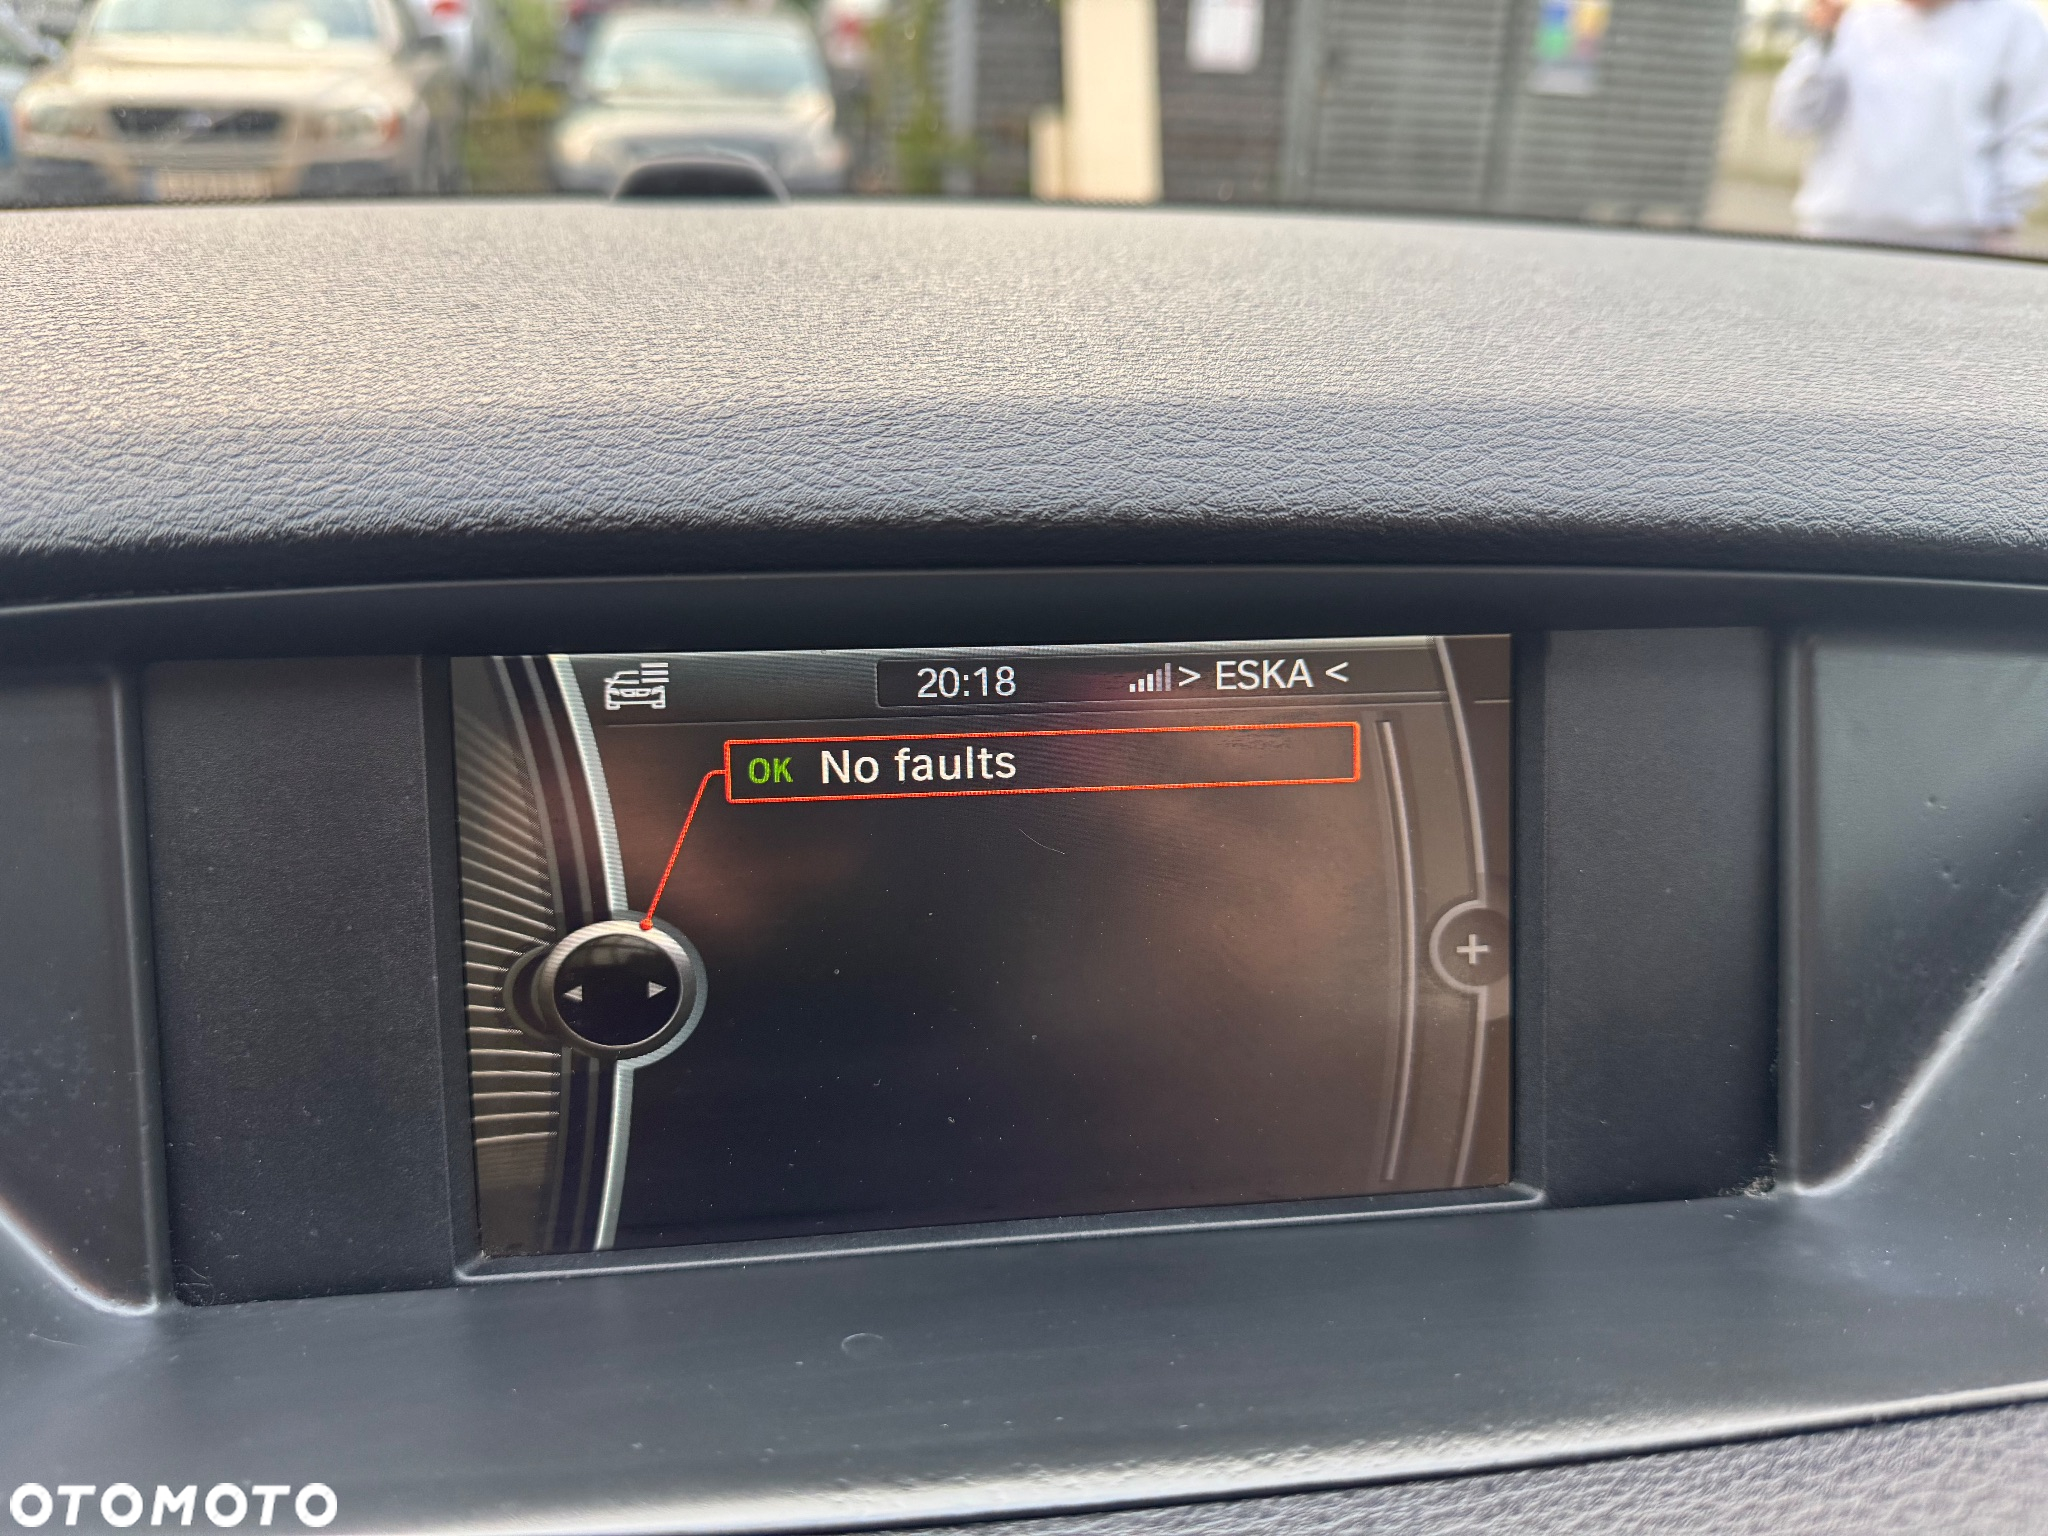 20:18 > ESKA <
OK No faults
OTOMOTO